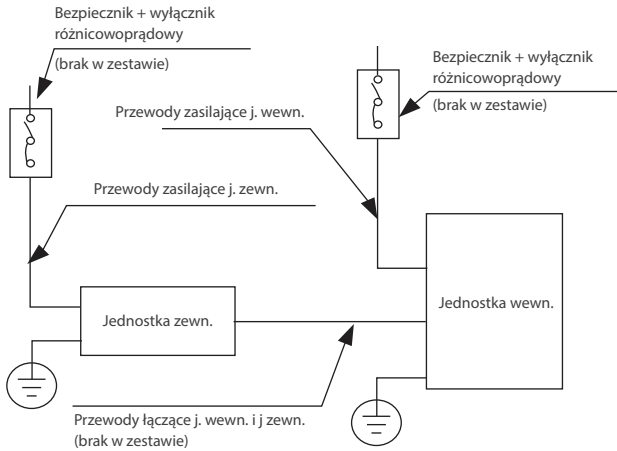 Bezpiecznik + wyłącznik
różnicowoprądowy
(brak w zestawie)
Bezpiecznik + wyłącznik
różnicowoprądowy
(brak w zestawie)
Przewody zasilające j. wewn.
Przewody zasilające j. zewn.
Jednostka zewn.
Jednostka wewn.
Przewody łączące j. wewn. i j zewn.
(brak w zestawie)